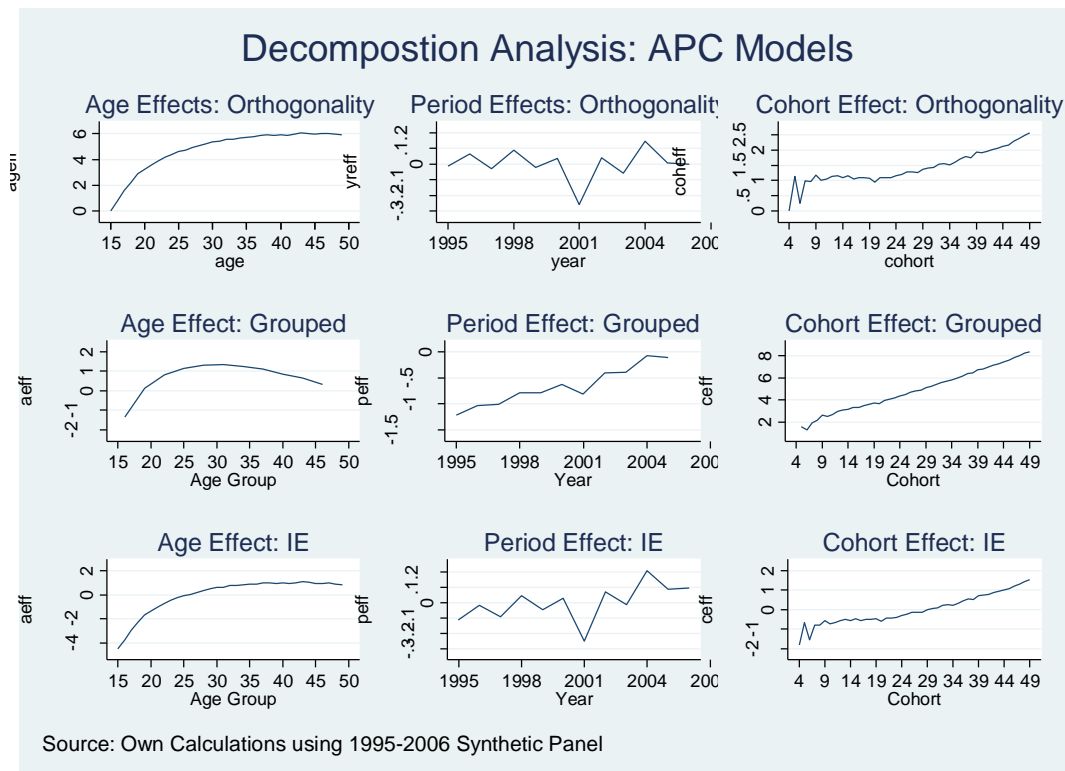 Decompostion Analysis: APC Models
Age Effects: Orthogonality
6
4
2
0
15 20 25 30 35 40 45 50
age
Period Effects: Orthogonality
yreff
-.3-.2-.1 0 .1 .2
1995 1998 2001 2004 200
year
Cohort Effect: Orthogonality
coheff
0 .5 1 1.5 2 2.5
4 9 14 19 24 29 34 39 44 49
cohort
Age Effect: Grouped
aeff
-2 -1 0 1 2
15 20 25 30 35 40 45 50
Age Group
Period Effect: Grouped
peff
-1.5 -1 -.5 0
1995 1998 2001 2004 200
Year
Cohort Effect: Grouped
ceff
2 4 6 8
4 9 14 19 24 29 34 39 44 49
Cohort
Age Effect: IE
aeff
-4 -2 0 2
15 20 25 30 35 40 45 50
Age Group
Period Effect: IE
peff
-.3-.2-.1 0 .1 .2
1995 1998 2001 2004 200
Year
Cohort Effect: IE
ceff
-2 -1 0 1 2
4 9 14 19 24 29 34 39 44 49
Cohort
Source: Own Calculations using 1995-2006 Synthetic Panel